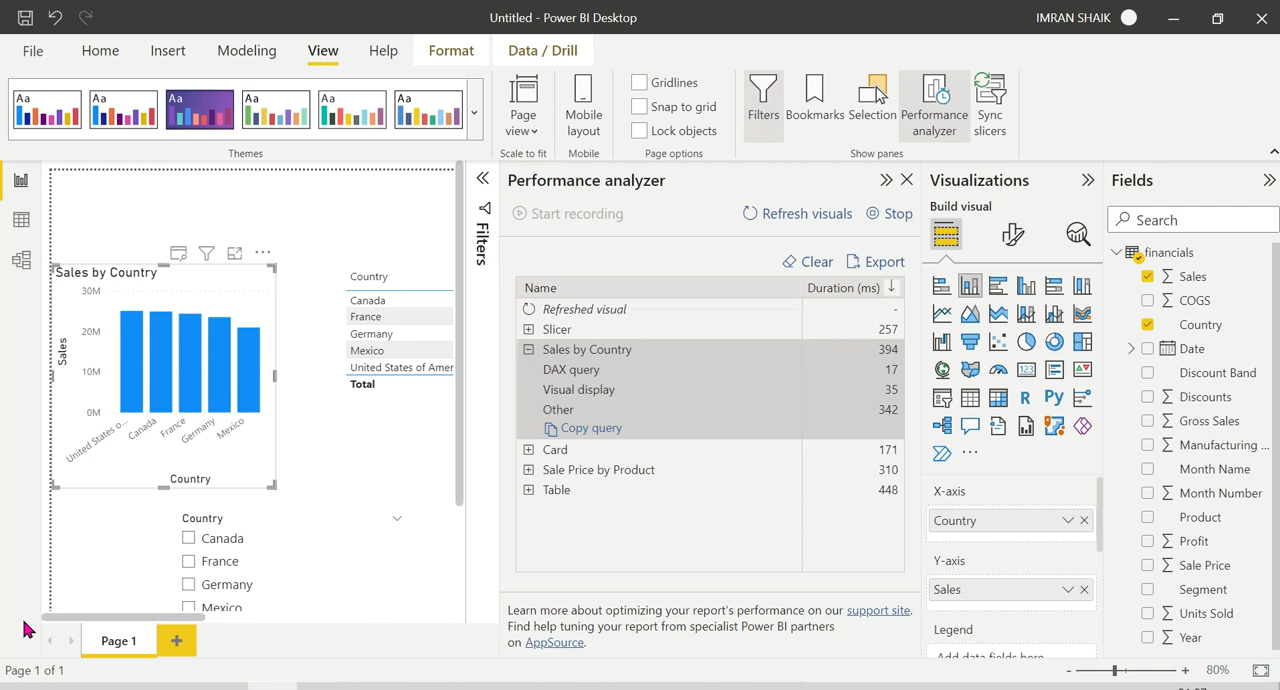 Untitled - Power BI Desktop
IMRAN SHAIK
File
Home
Insert
Modeling
View
Help
Format
Data / Drill
Aa
Aa
Aa
Aa
Aa
Aa
Themes
Page view
Scale to fit
Mobile layout
Mobile
Gridlines
Snap to grid
Lock objects
Page options
Filters
Bookmarks
Selection
Performance analyzer
Sync slicers
Show panes
Sales by Country
30M
20M
10M
0M
Sales
United States o...
Canada
France
Germany
Mexico
Country
Country
Canada
France
Germany
Mexico
United States of Amer
Total
Country
Canada
France
Germany
Mexico
Filters
Performance analyzer
Start recording
Refresh visuals
Stop
Clear
Export
Name
Duration (ms)
Refreshed visual
-
Slicer
257
Sales by Country
394
DAX query
17
Visual display
35
Other
342
Copy query
Card
171
Sale Price by Product
310
Table
448
Learn more about optimizing your report's performance on our support site.
Find help tuning your report from specialist Power BI partners
on AppSource.
Visualizations
Build visual
123
R
Py
X-axis
Country
Y-axis
Sales
Legend
Add data fields here
Fields
Search
financials
Sales
COGS
Country
Date
Discount Band
Discounts
Gross Sales
Manufacturing ...
Month Name
Month Number
Product
Profit
Sale Price
Segment
Units Sold
Year
Page 1
Page 1 of 1
- + 80%